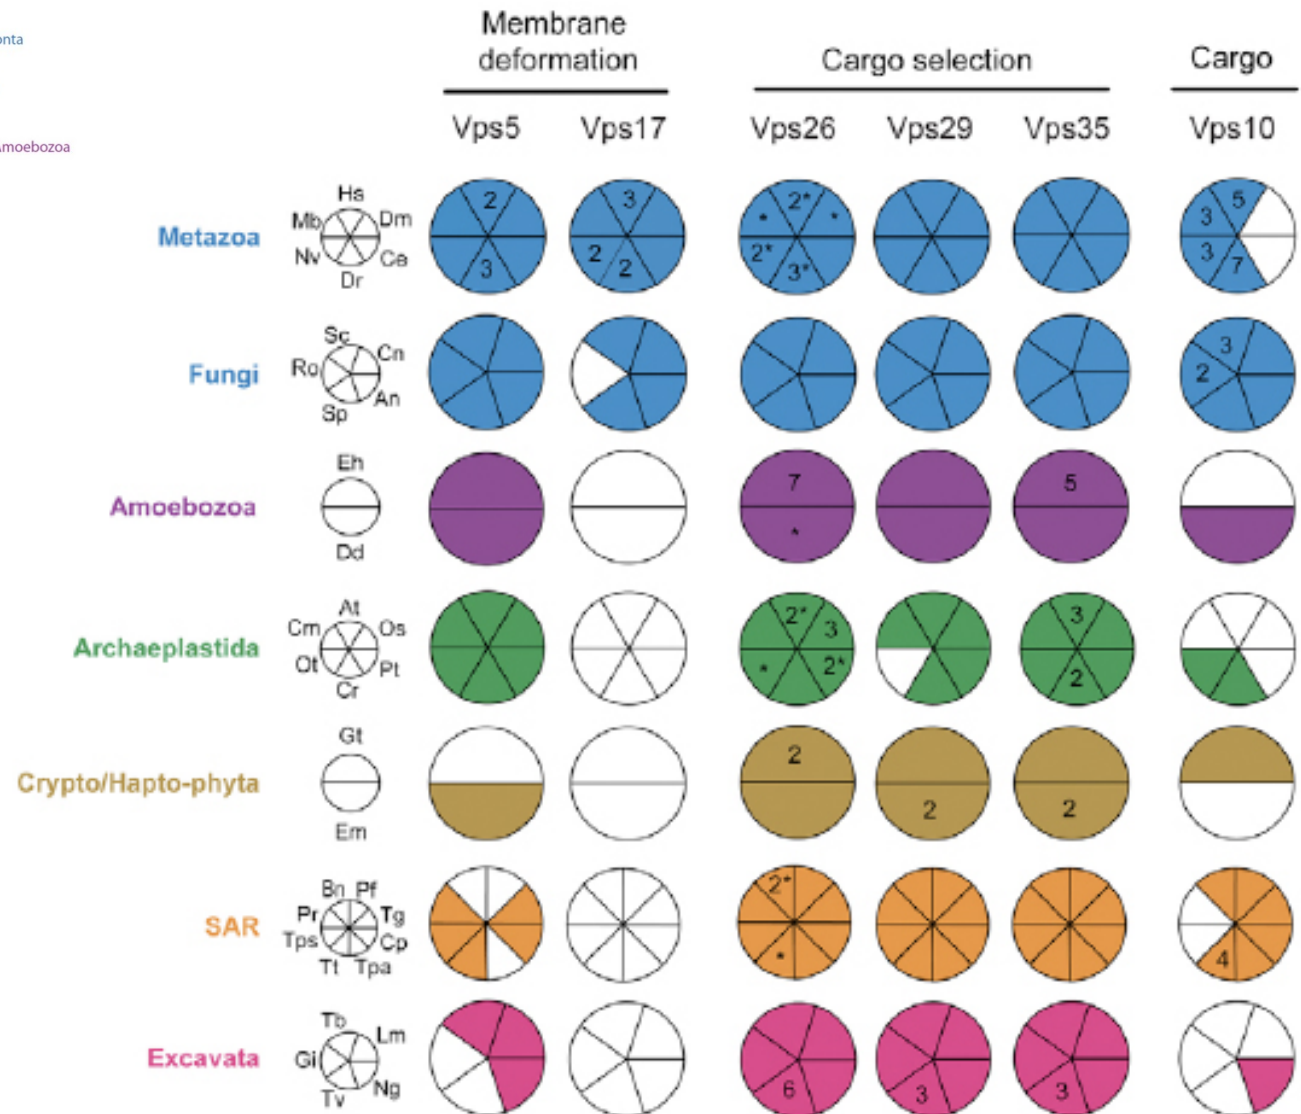 onta
Amoebozoa
Membrane
deformation
Cargo selection
Cargo
Vps5 Vps17 Vps26 Vps29 Vps35 Vps10
Metazoa
Hs
Mb Dm
Nv Ce
Dr
2
3
3
2 2
* 2* *
2* 3*
3 5
3 7
Fungi
Sc Cn
Ro
Sp An
3
2
Amoebozoa
Eh
Dd
7
*
5
Archaeplastida
At
Cm Os
Ot Pt
Cr
2* 3
* 2*
3
2
Crypto/Hapto-phyta
Gt
Em
2
2
2
SAR
Bn Pf
Pr Tg
Tps Cp
Tt Tpa
2*
*
4
Excavata
Tb Lm
Gi
Tv Ng
6
3
3